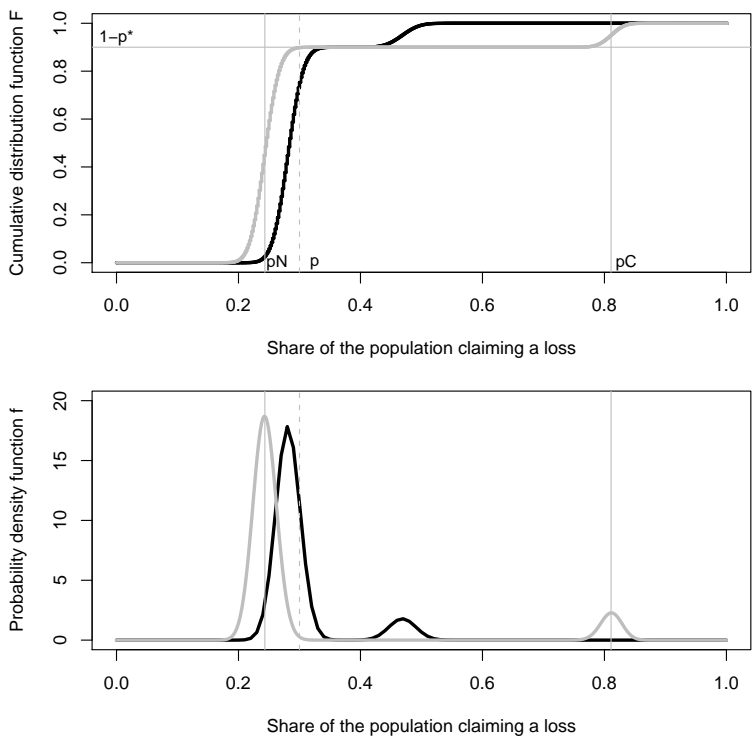 Cumulative distribution function F
1.0
0.8
0.6
0.4
0.2
0.0
1−p*
pN
p
pC
0.0 0.2 0.4 0.6 0.8 1.0
Share of the population claiming a loss
Probability density function f
20
15
10
5
0
0.0 0.2 0.4 0.6 0.8 1.0
Share of the population claiming a loss